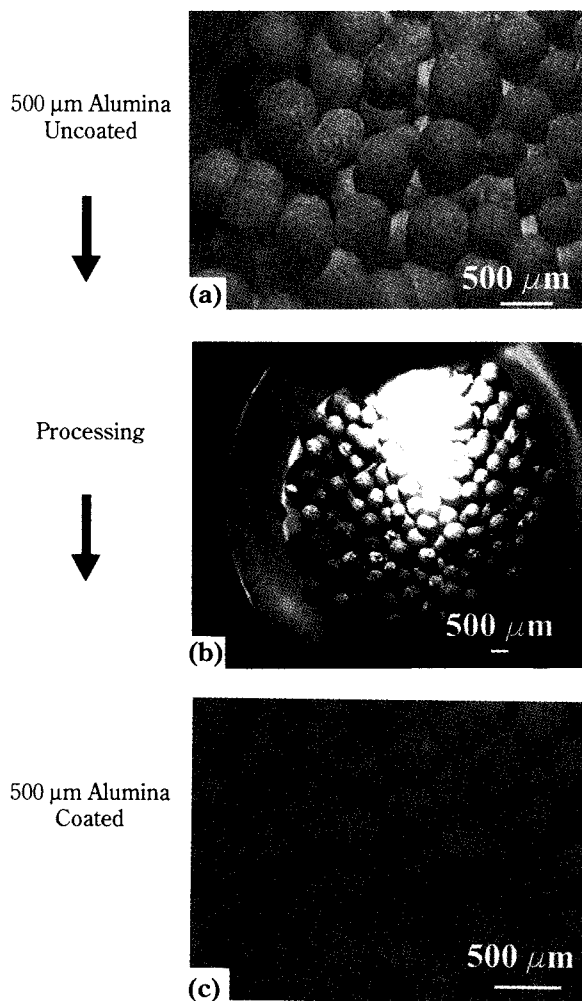 500 μm Alumina
Uncoated
500 μm
(a)
Processing
500 μm
(b)
500 μm Alumina
Coated
500 μm
(c)